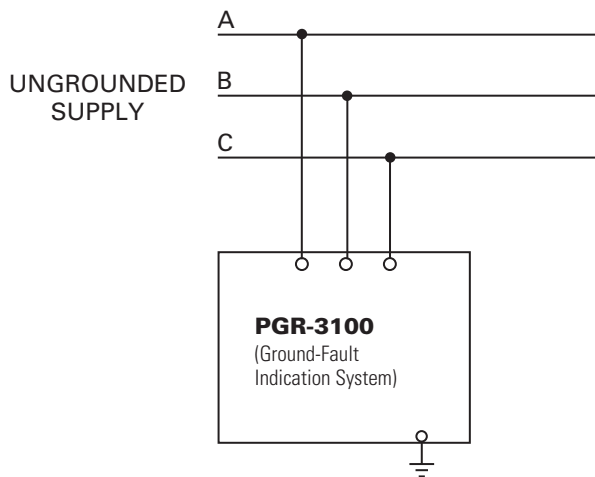 A
UNGROUNDED
SUPPLY
B
C
PGR-3100
(Ground-Fault
Indication System)